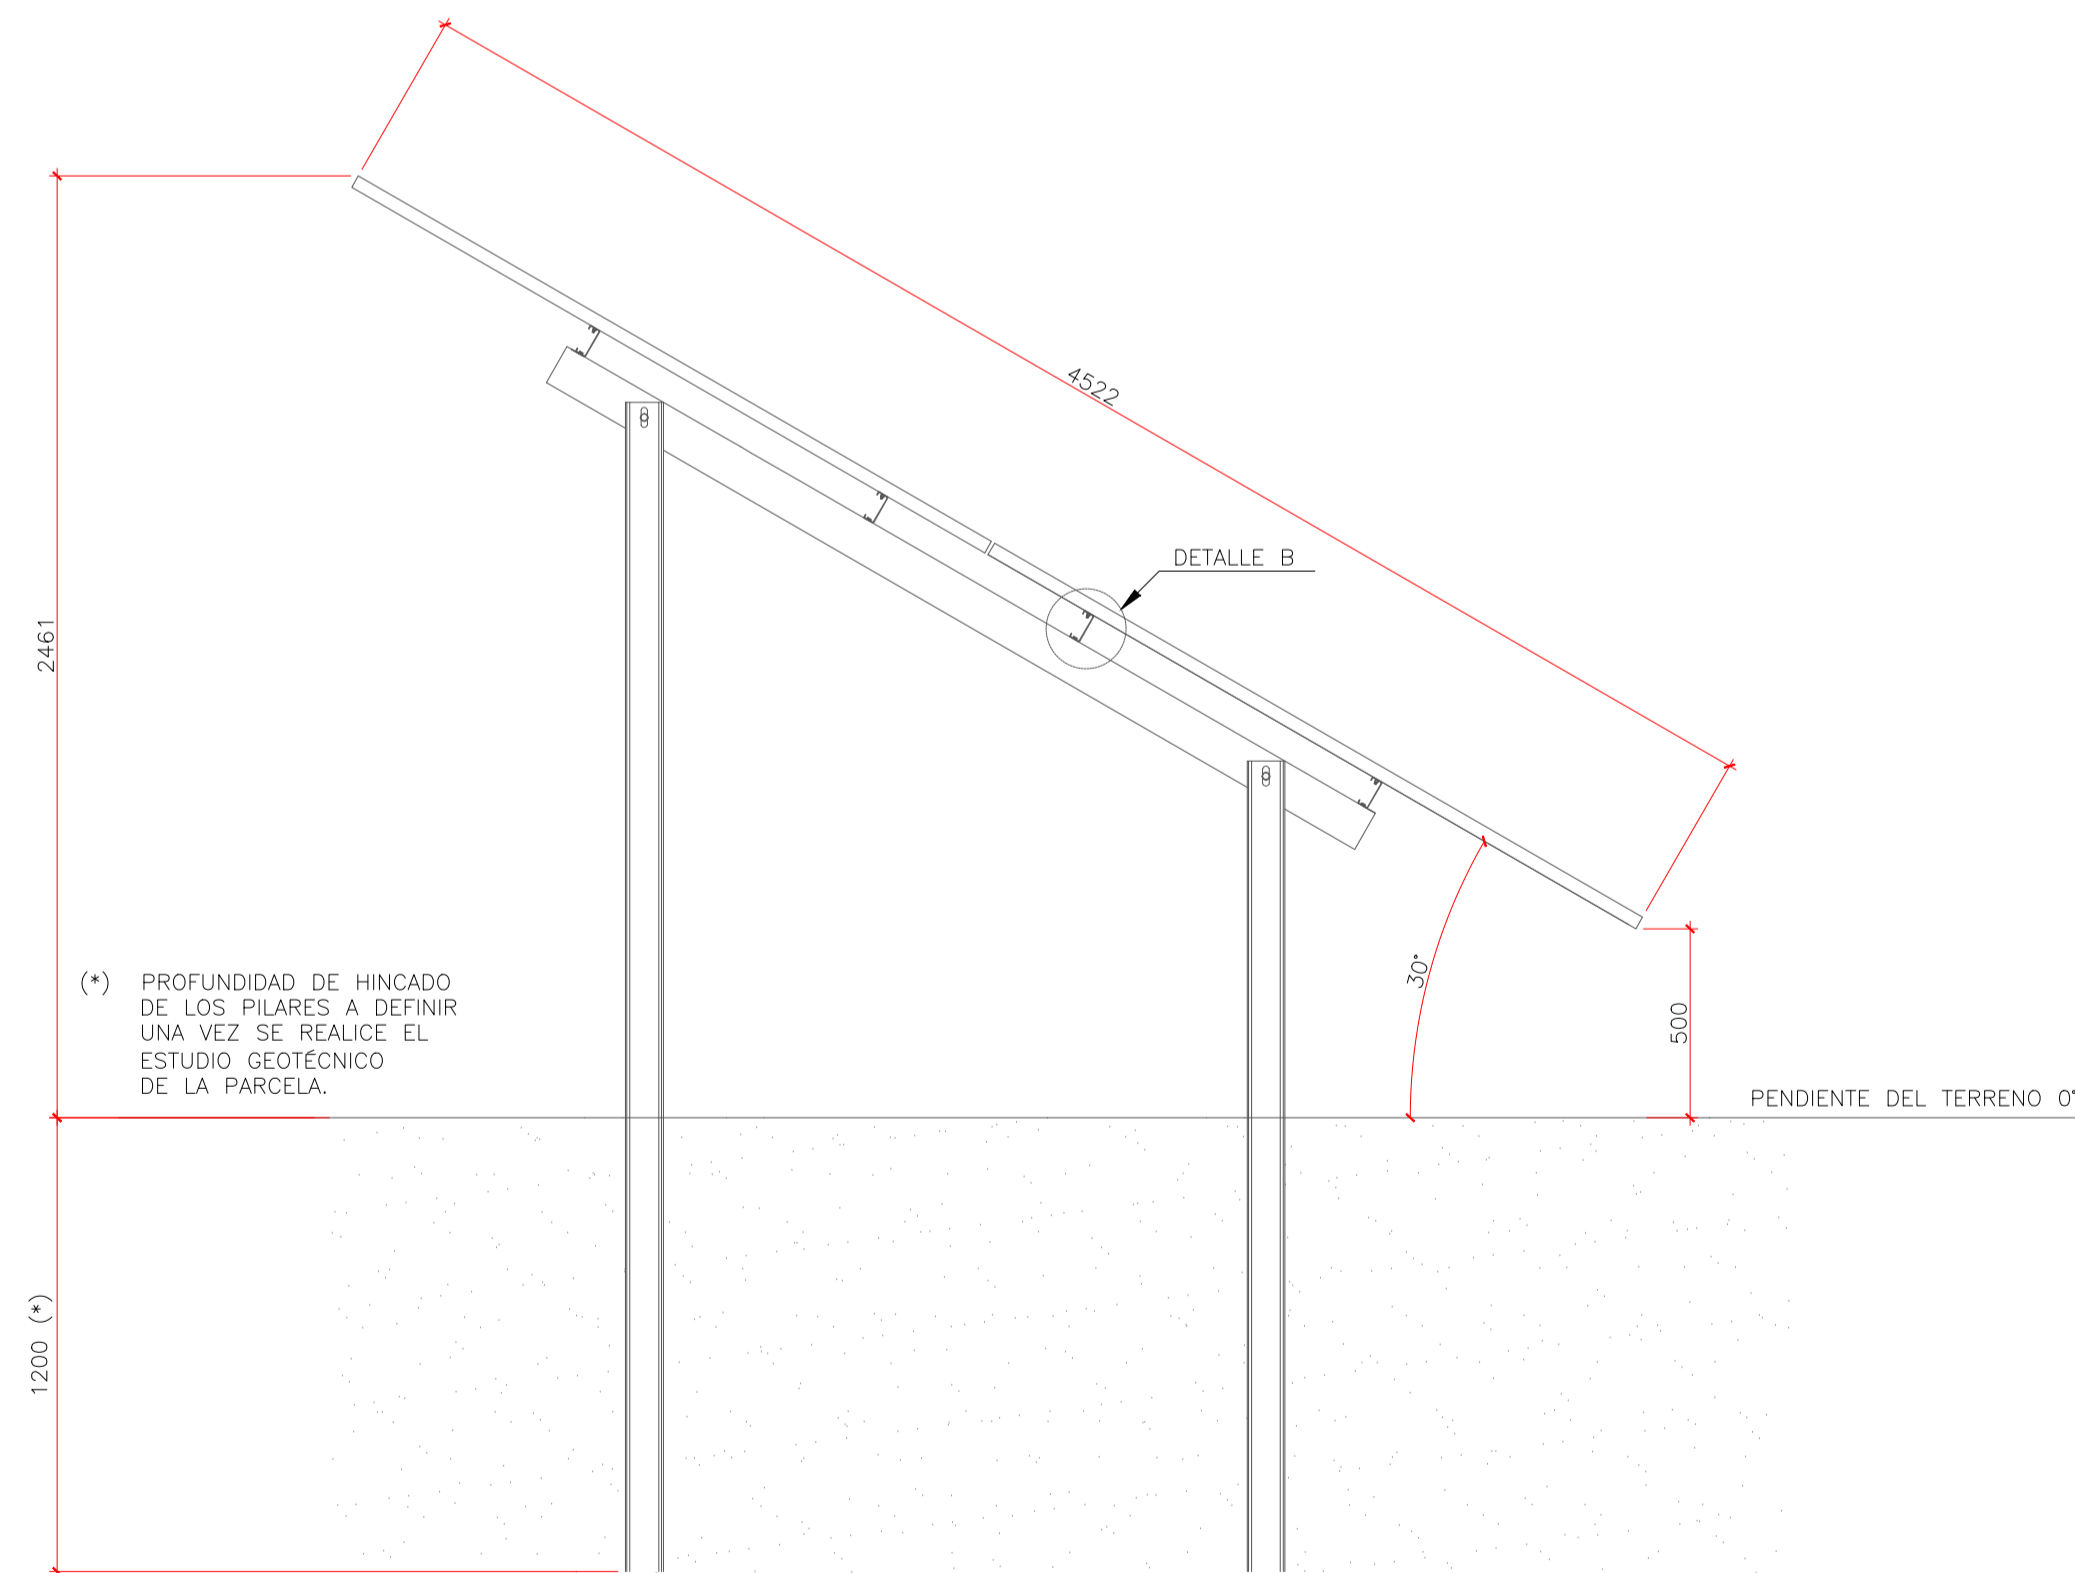 4522
DETALLE B
2461
(*) PROFUNDIDAD DE HINCADO
DE LOS PILARES A DEFINIR
UNA VEZ SE REALICE EL
ESTUDIO GEOTÉCNICO
DE LA PARCELA.
30°
500
PENDIENTE DEL TERRENO 0°
1200 (*)